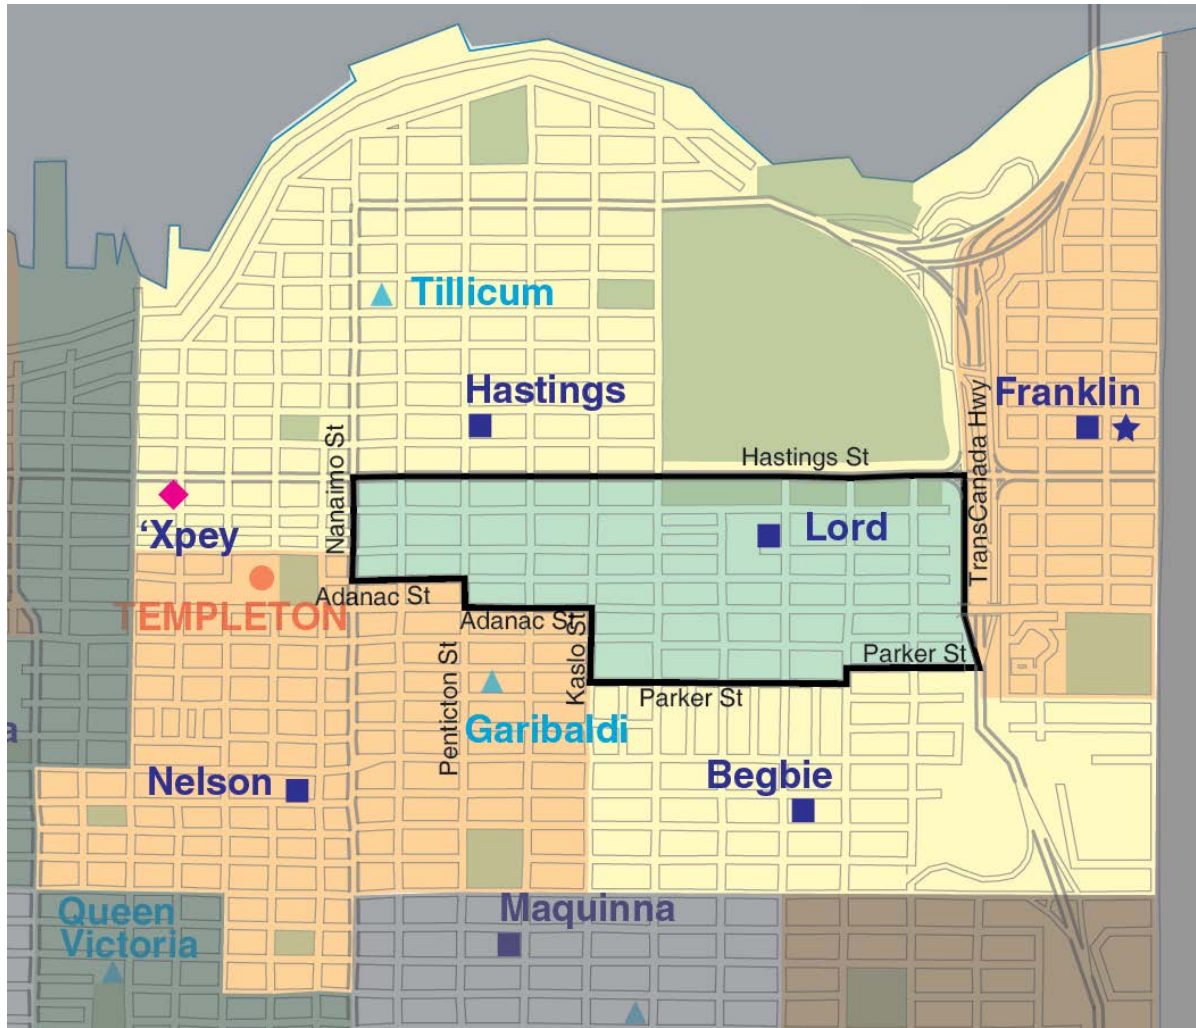 Tillicum
Hastings
Franklin
Nanaimo St
Hastings St
TransCanada Hwy
'Xpey
Lord
Adanac St
TEMPLETON
Adanac St
Kaslo St
Parker St
Penticton St
Parker St
Garibaldi
a
Nelson
Begbie
Queen
Victoria
Maquinna